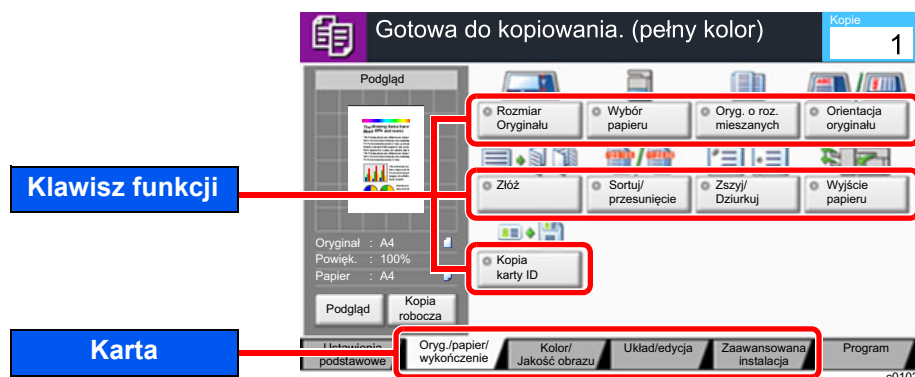 Gotowa do kopiowania. (pełny kolor)
Kopie
1
Podgląd
Rozmiar
Oryginału
Wybór
papieru
Oryg. o roz.
mieszanych
Orientacja
oryginału
Klawisz funkcji
Złóż
Sortuj/
przesunięcie
Zszyj/
Dziurkuj
Wyjście
papieru
Oryginał : A4
Powięk. : 100%
Papier : A4
Kopia
karty ID
Podgląd
Kopia
robocza
Karta
Ustawienia
podstawowe
Oryg./papier/
wykończenie
Kolor/
Jakość obrazu
Układ/edycja
Zaawansowana
instalacja
Program